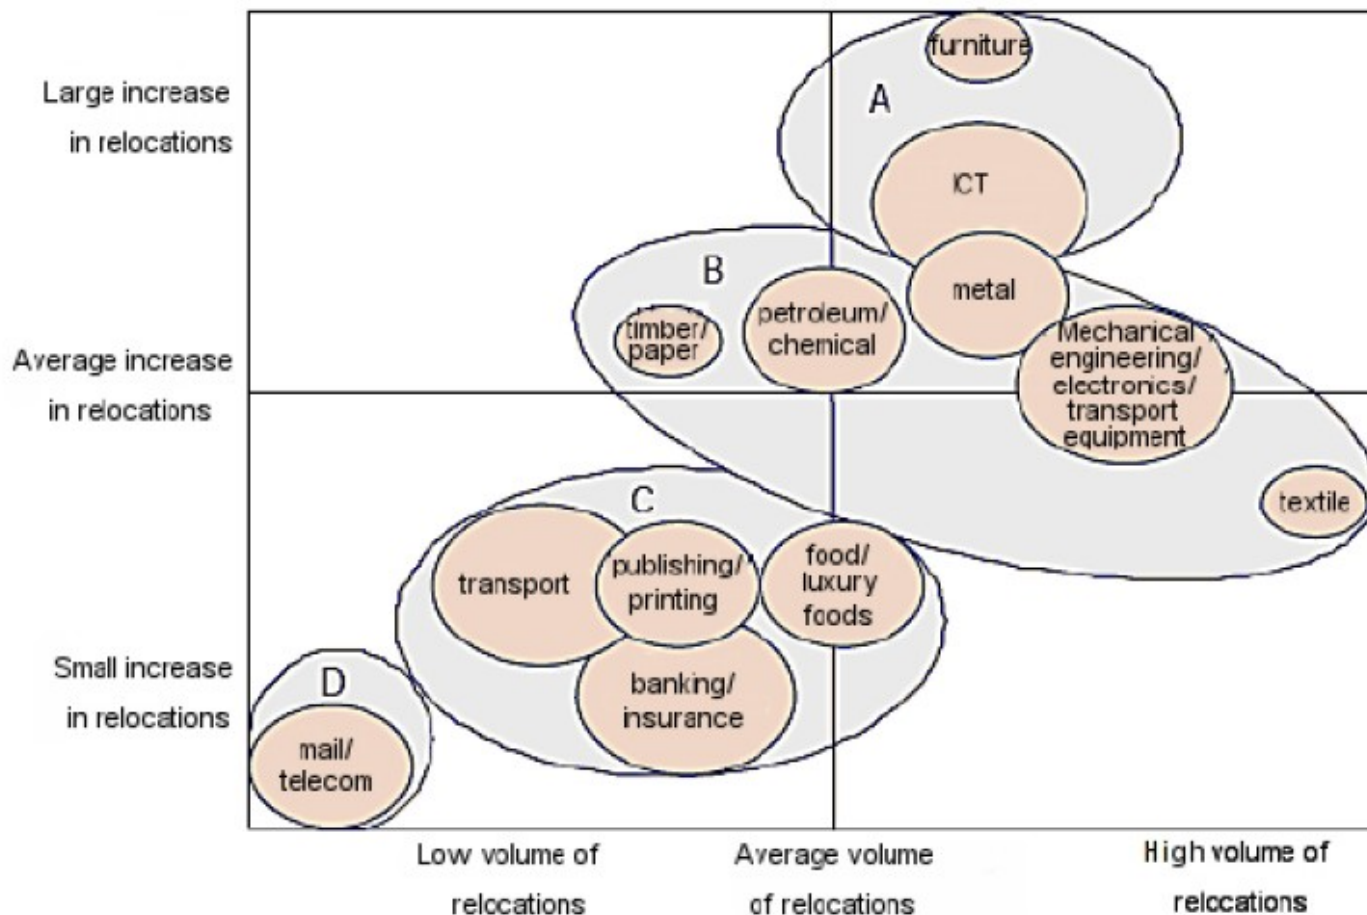 furniture
Large increase
in relocations
A
ICT
B
metal
petroleum/
chemical
timber/
paper
Mechanical
engineering/
electronics/
transport
equipment
Average increase
in relocations
textile
C
transport
publishing/
printing
food/
luxury
foods
Small increase
in relocations
banking/
insurance
D
mail/
telecom
Low volume of
relocations
Average volume
of relocations
High volume of
relocations